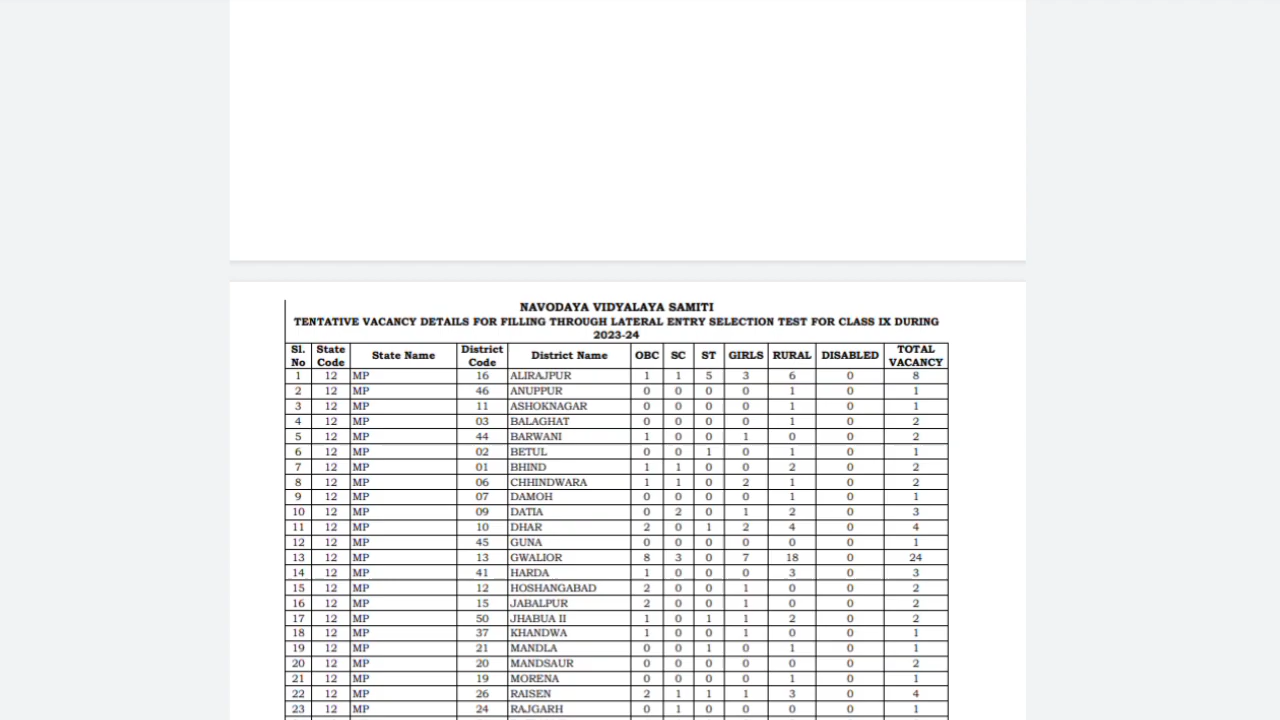 NAVODAYA VIDYALAYA SAMITI
TENTATIVE VACANCY DETAILS FOR FILLING THROUGH LATERAL ENTRY SELECTION TEST FOR CLASS IX DURING
2023-24
Sl. No State Code State Name District Code District Name OBC SC ST GIRLS RURAL DISABLED TOTAL VACANCY
1 12 MP 16 ALIRAJPUR 1 1 5 3 6 0 8
2 12 MP 46 ANUPPUR 0 0 0 0 1 0 1
3 12 MP 11 ASHOKNAGAR 0 0 0 0 1 0 1
4 12 MP 03 BALAGHAT 0 0 0 0 1 0 2
5 12 MP 44 BARWANI 1 0 0 1 0 0 2
6 12 MP 02 BETUL 0 0 1 0 1 0 1
7 12 MP 01 BHIND 1 1 0 0 2 0 2
8 12 MP 06 CHHINDWARA 1 1 0 2 1 0 2
9 12 MP 07 DAMOH 0 0 0 0 1 0 1
10 12 MP 09 DATIA 0 2 0 1 2 0 3
11 12 MP 10 DHAR 2 0 1 2 4 0 4
12 12 MP 45 GUNA 0 0 0 0 0 0 1
13 12 MP 13 GWALIOR 8 3 0 7 18 0 24
14 12 MP 41 HARDA 1 0 0 0 3 0 3
15 12 MP 12 HOSHANGABAD 2 0 0 1 0 0 2
16 12 MP 15 JABALPUR 2 0 0 1 0 0 2
17 12 MP 50 JHABUA II 1 0 1 1 2 0 2
18 12 MP 37 KHANDWA 1 0 0 1 0 0 1
19 12 MP 21 MANDLA 0 0 1 0 1 0 1
20 12 MP 20 MANDSAUR 0 0 0 0 0 0 2
21 12 MP 19 MORENA 0 0 0 0 1 0 1
22 12 MP 26 RAISEN 2 1 1 1 3 0 4
23 12 MP 24 RAJGARH 0 1 0 0 0 0 1